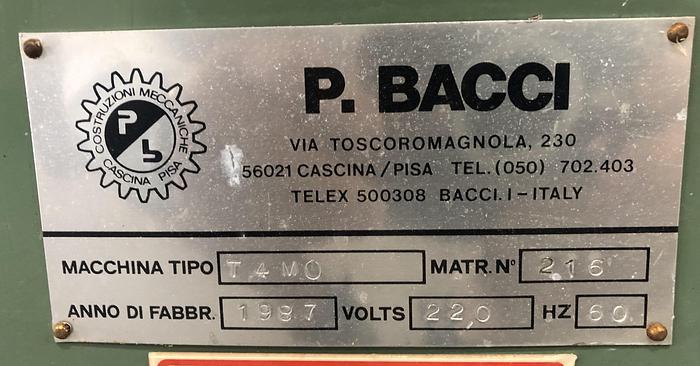 COSTRUZIONI MECCANICHE
CASCINA PISA
P b
P. BACCI
VIA TOSCOROMAGNOLA, 230
56021 CASCINA/PISA TEL.(050) 702.403
TELEX 500308 BACCI.I-ITALY
MACCHINA TIPO T4MO MATR.N° 216
ANNO DI FABBR. 1987 VOLTS 220 HZ 60